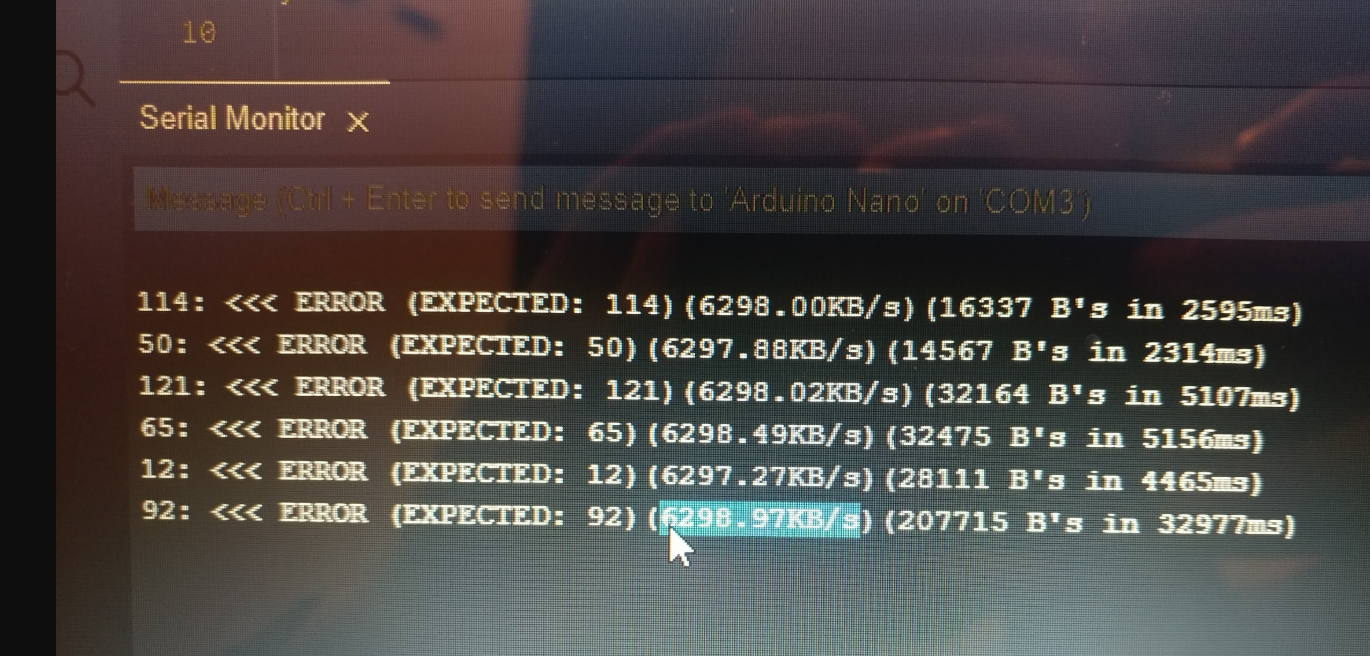 10
Serial Monitor ×
Message (Ctrl + Enter to send message to 'Arduino Nano' on 'COM3')
114: <<< ERROR (EXPECTED: 114)(6298.00KB/s)(16337 B's in 2595ms)
50: <<< ERROR (EXPECTED: 50)(6297.88KB/s)(14567 B's in 2314ms)
121: <<< ERROR (EXPECTED: 121)(6298.02KB/s)(32164 B's in 5107ms)
65: <<< ERROR (EXPECTED: 65)(6298.49KB/s)(32475 B's in 5156ms)
12: <<< ERROR (EXPECTED: 12)(6297.27KB/s)(28111 B's in 4465ms)
92: <<< ERROR (EXPECTED: 92)(6298.97KB/s)(207715 B's in 32977ms)